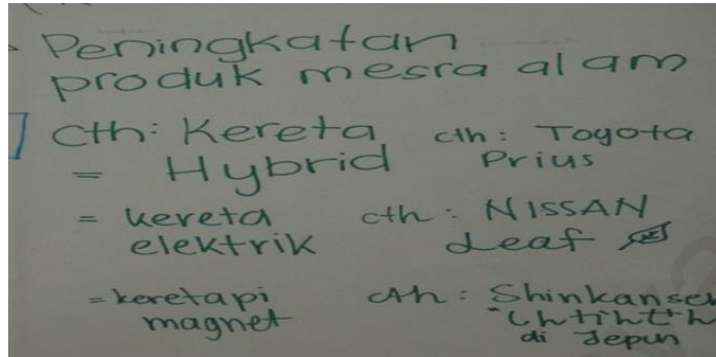 Peningkatan
produk mesra alam
Cth: Kereta cth: Toyota
= Hybrid Prius
= kereta cth: NISSAN
elektrik Leaf
= keretapi cth: Shinkansen
magnet
di Jepun